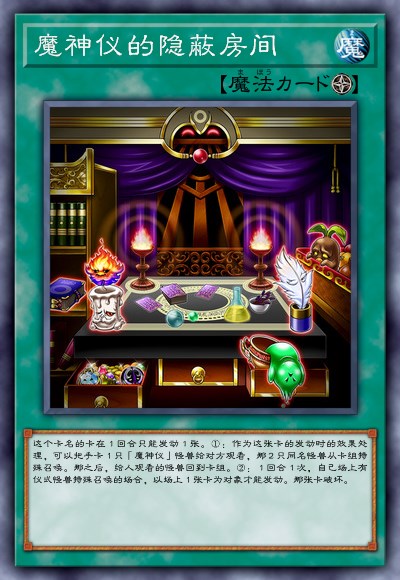 魔神仪的隐蔽房间
魔
【魔法カード】
まほう
这个卡名的卡在1回合只能发动1张。①：作为这张卡的发动时的效果处
理，可以把手卡1只「魔神仪」怪兽给对方观看，那2只同名怪兽从卡组特
殊召唤。那之后，给人观看的怪兽回到卡组。②：1回合1次，自己场上有
仪式怪兽特殊召唤的场合，以场上1张卡为对象才能发动。那张卡破坏。